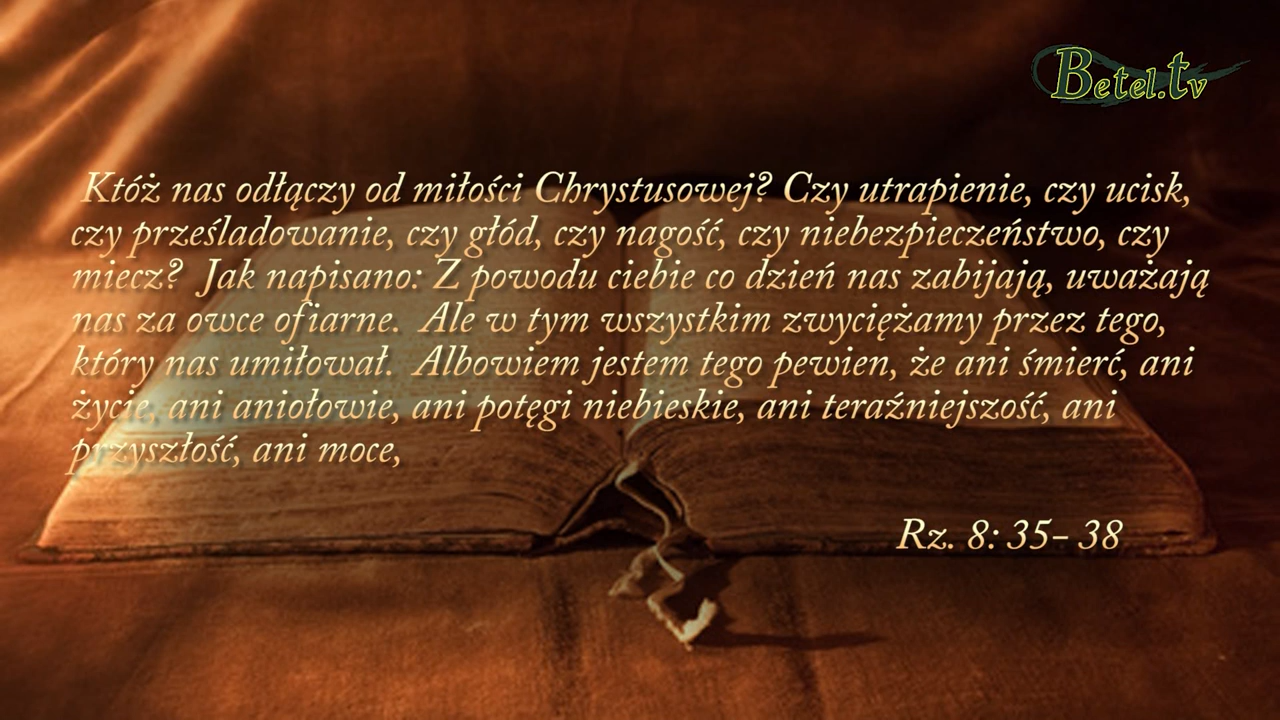 Betel.tv
Któż nas odłączy od miłości Chrystusowej? Czy utrapienie, czy ucisk,
czy prześladowanie, czy głód, czy nagość, czy niebezpieczeństwo, czy
miecz? Jak napisano: Z powodu ciebie co dzień nas zabijają, uważają
nas za owce ofiarne. Ale w tym wszystkim zwyciężamy przez tego,
który nas umiłował. Albowiem jestem tego pewien, że ani śmierć, ani
życie, ani aniołowie, ani potęgi niebieskie, ani teraźniejszość, ani
przyszłość, ani moce,
Rz. 8: 35- 38